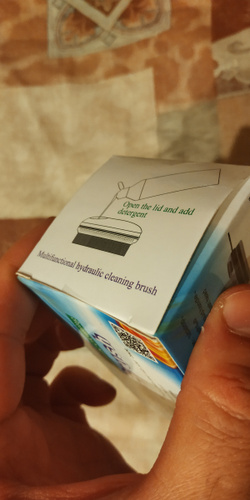 Open the lid and add
detergent
Multifunctional hydraulic cleaning brush